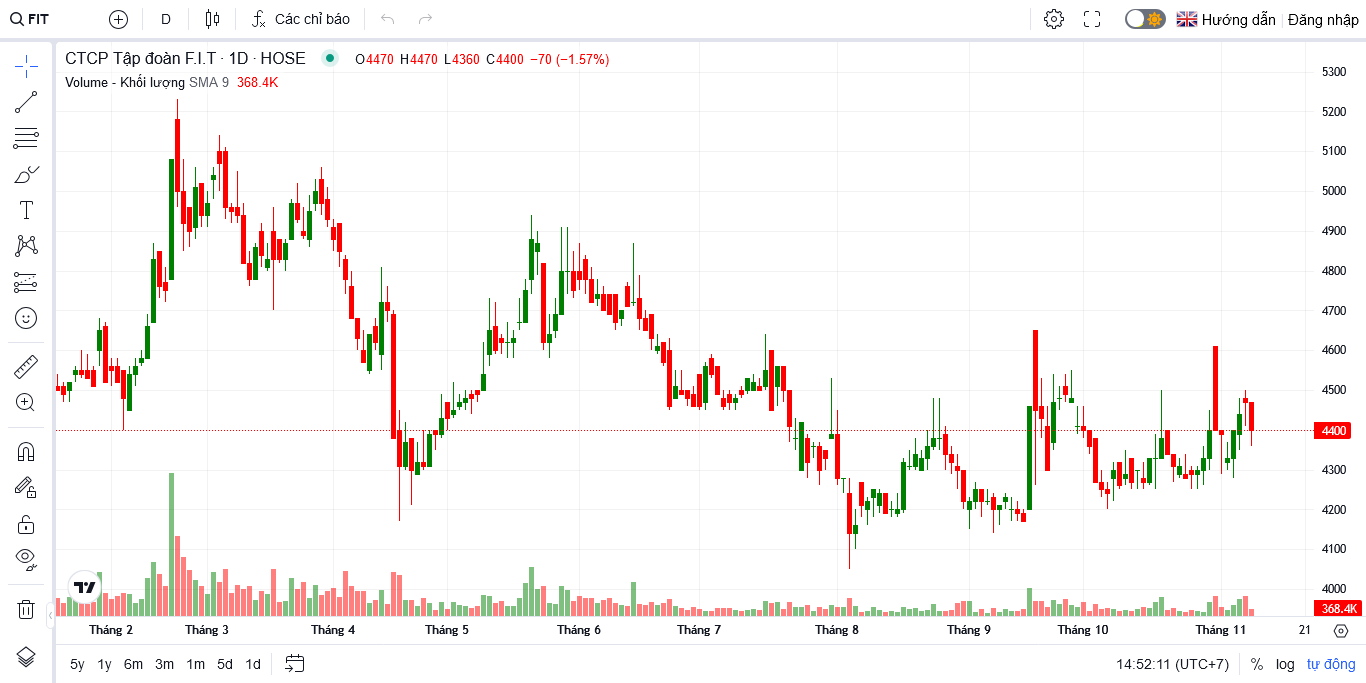 FIT D Các chỉ báo Hướng dẫn Đăng nhập
CTCP Tập đoàn F.I.T · 1D · HOSE O4470 H4470 L4360 C4400 −70 (−1.57%)
Volume - Khối lượng SMA 9 368.4K
5300
5200
5100
5000
4900
4800
4700
4600
4500
4400
4300
4200
4100
4000
368.4K
Tháng 2 Tháng 3 Tháng 4 Tháng 5 Tháng 6 Tháng 7 Tháng 8 Tháng 9 Tháng 10 Tháng 11 21
5y 1y 6m 3m 1m 5d 1d 14:52:11 (UTC+7) % log tự động